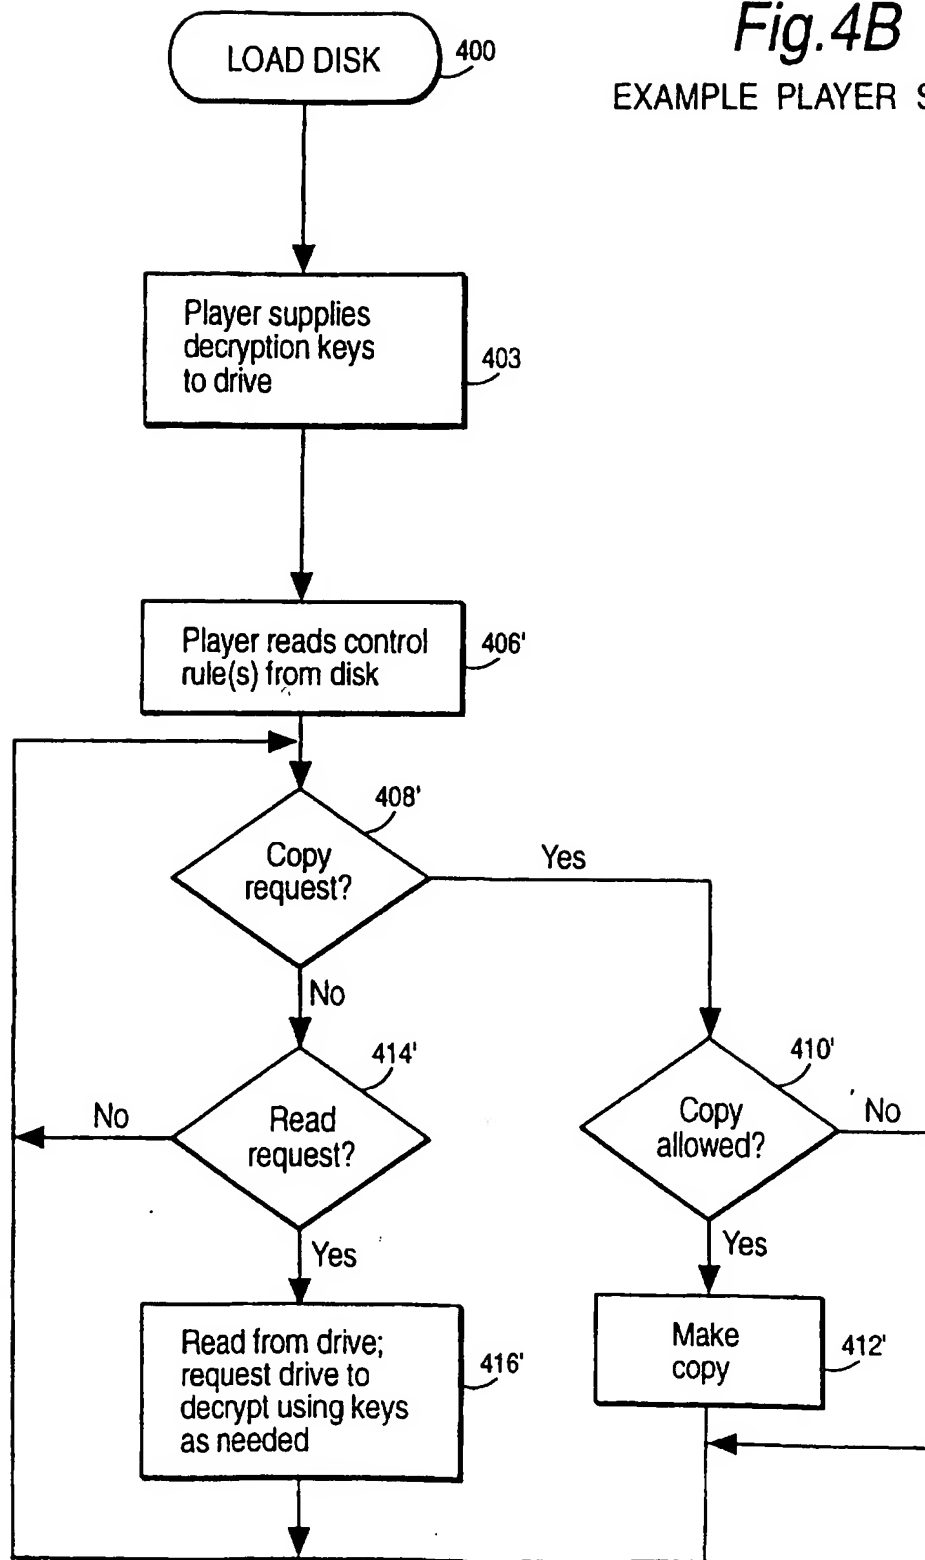 Fig.4B
EXAMPLE PLAYER
LOAD DISK
400
Player supplies
decryption keys
to drive
403
Player reads control
rule(s) from disk
406'
408'
Copy
request?
Yes
No
414'
410'
No
Read
request?
Copy
allowed?
No
Yes
Yes
Read from drive;
request drive to
decrypt using keys
as needed
416'
Make
copy
412'